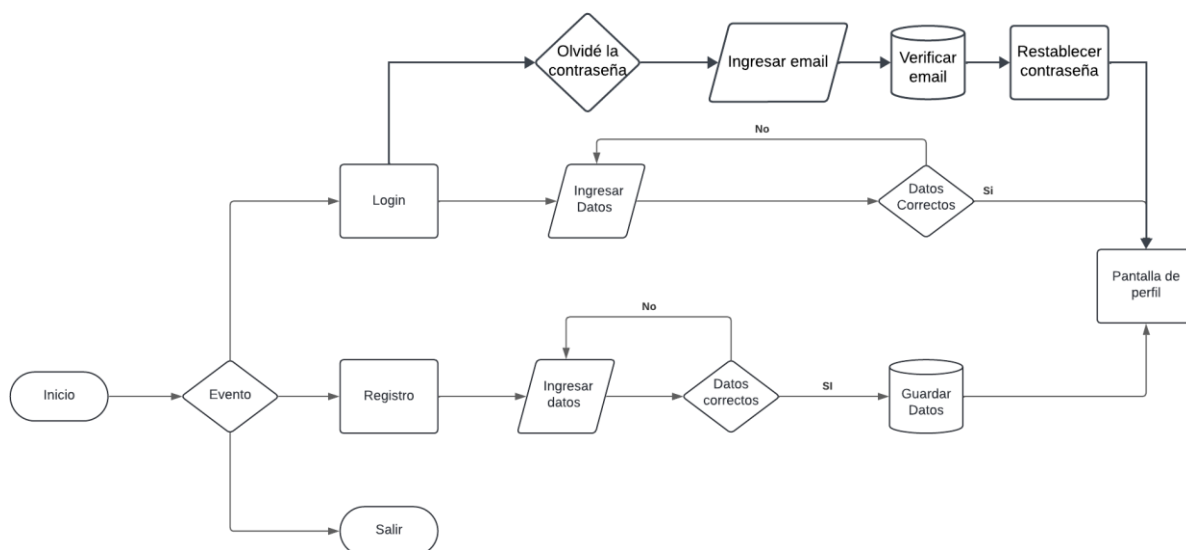 Olvidé la
contraseña
Ingresar email
Verificar
email
Restablecer
contraseña
No
Login
Ingresar
Datos
Datos
Correctos
Si
Pantalla de
perfil
No
Inicio
Evento
Registro
Ingresar
datos
Datos
correctos
SI
Guardar
Datos
Salir